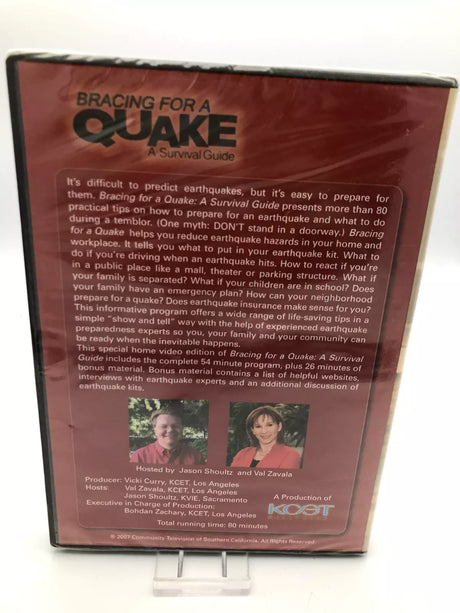 BRACING FOR A
QUAKE
A Survival Guide
It's difficult to predict earthquakes, but it's easy to prepare for
them. Bracing for a Quake: A Survival Guide presents more than 80
practical tips on how to prepare for an earthquake and what to do
during a temblor. (One myth: DON'T stand in a doorway.) Bracing
for a Quake helps you reduce earthquake hazards in your home and
workplace. It tells you what to put in your earthquake kit. What to
do if you're driving when an earthquake hits. How to react if you're
in a public place like a mall, theater or parking structure. What if
your family is separated? What if your children are in school? Does
your family have an emergency plan? How can your neighborhood
prepare for a quake? Does earthquake insurance make sense for you?
This informative program offers a wide range of life-saving tips in a
simple "show and tell" way with the help of experienced earthquake
preparedness experts so you, your family and your community can
be ready when the inevitable happens.
This special home video edition of Bracing for a Quake: A Survival
Guide includes the complete 54 minute program, plus 26 minutes of
bonus material. Bonus material contains a list of helpful websites,
interviews with earthquake experts and an additional discussion of
earthquake kits.
Hosted by Jason Shoultz and Val Zavala
Producer: Vicki Curry, KCET, Los Angeles
Hosts: Val Zavala, KCET, Los Angeles
Jason Shoultz, KVIE, Sacramento
Executive in Charge of Production:
Bohdan Zachary, KCET, Los Angeles
A Production of
KCET
Total running time: 80 minutes
© 2007 Community Television of Southern California. All Rights Reserved.